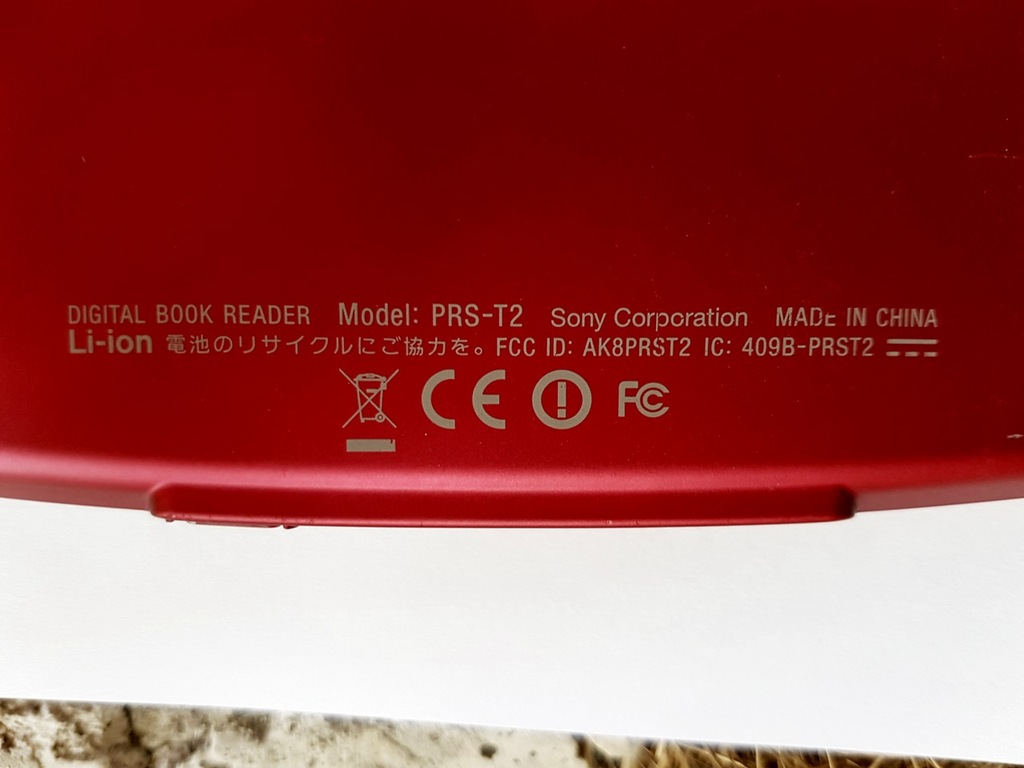 DIGITAL BOOK READER Model: PRS-T2 Sony Corporation MADE IN CHINA
Li-ion 電池のリサイクルにご協力を。FCC ID: AK8PRST2 IC: 409B-PRST2
CE FC